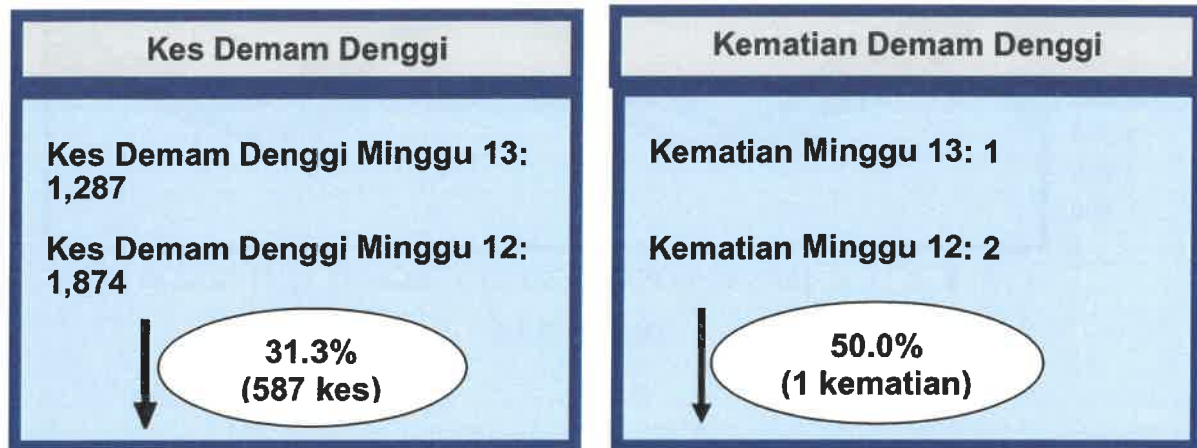 Kes Demam Denggi
Kes Demam Denggi Minggu 13:
1,287
Kes Demam Denggi Minggu 12:
1,874
31.3%
(587 kes)
Kematian Demam Denggi
Kematian Minggu 13: 1
Kematian Minggu 12: 2
50.0%
(1 kematian)